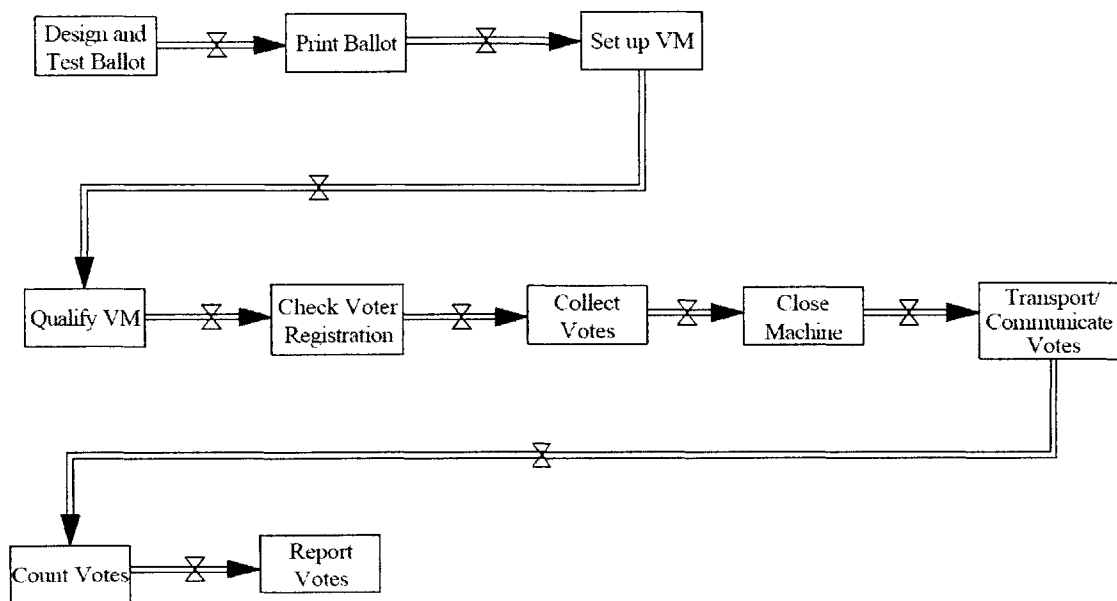 Design and
Test Ballot
Print Ballot
Set up VM
Qualify VM
Check Voter
Registration
Collect
Votes
Close
Machine
Transport/
Communicate
Votes
Count Votes
Report
Votes